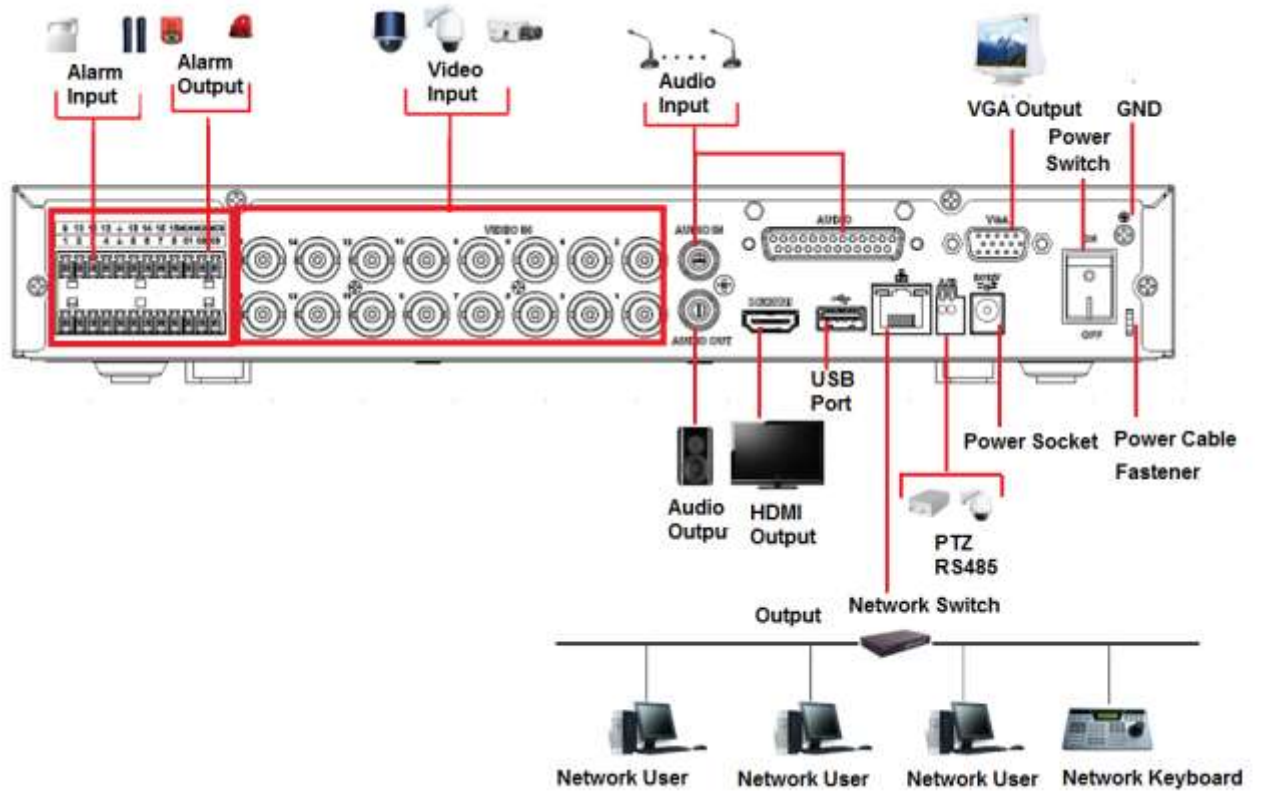 Alarm
Input
Alarm
Output
Video
Input
Audio
Input
VGA Output
GND
Power
Switch
VIDEO IN
AUDIO IN
AUDIO
VGA
AUDIO OUT
OFF
USB
Port
Power Socket
Power Cable
Fastener
Audio
Outpur
HDMI
Output
PTZ
RS485
Network Switch
Output
Network User
Network User
Network User
Network Keyboard